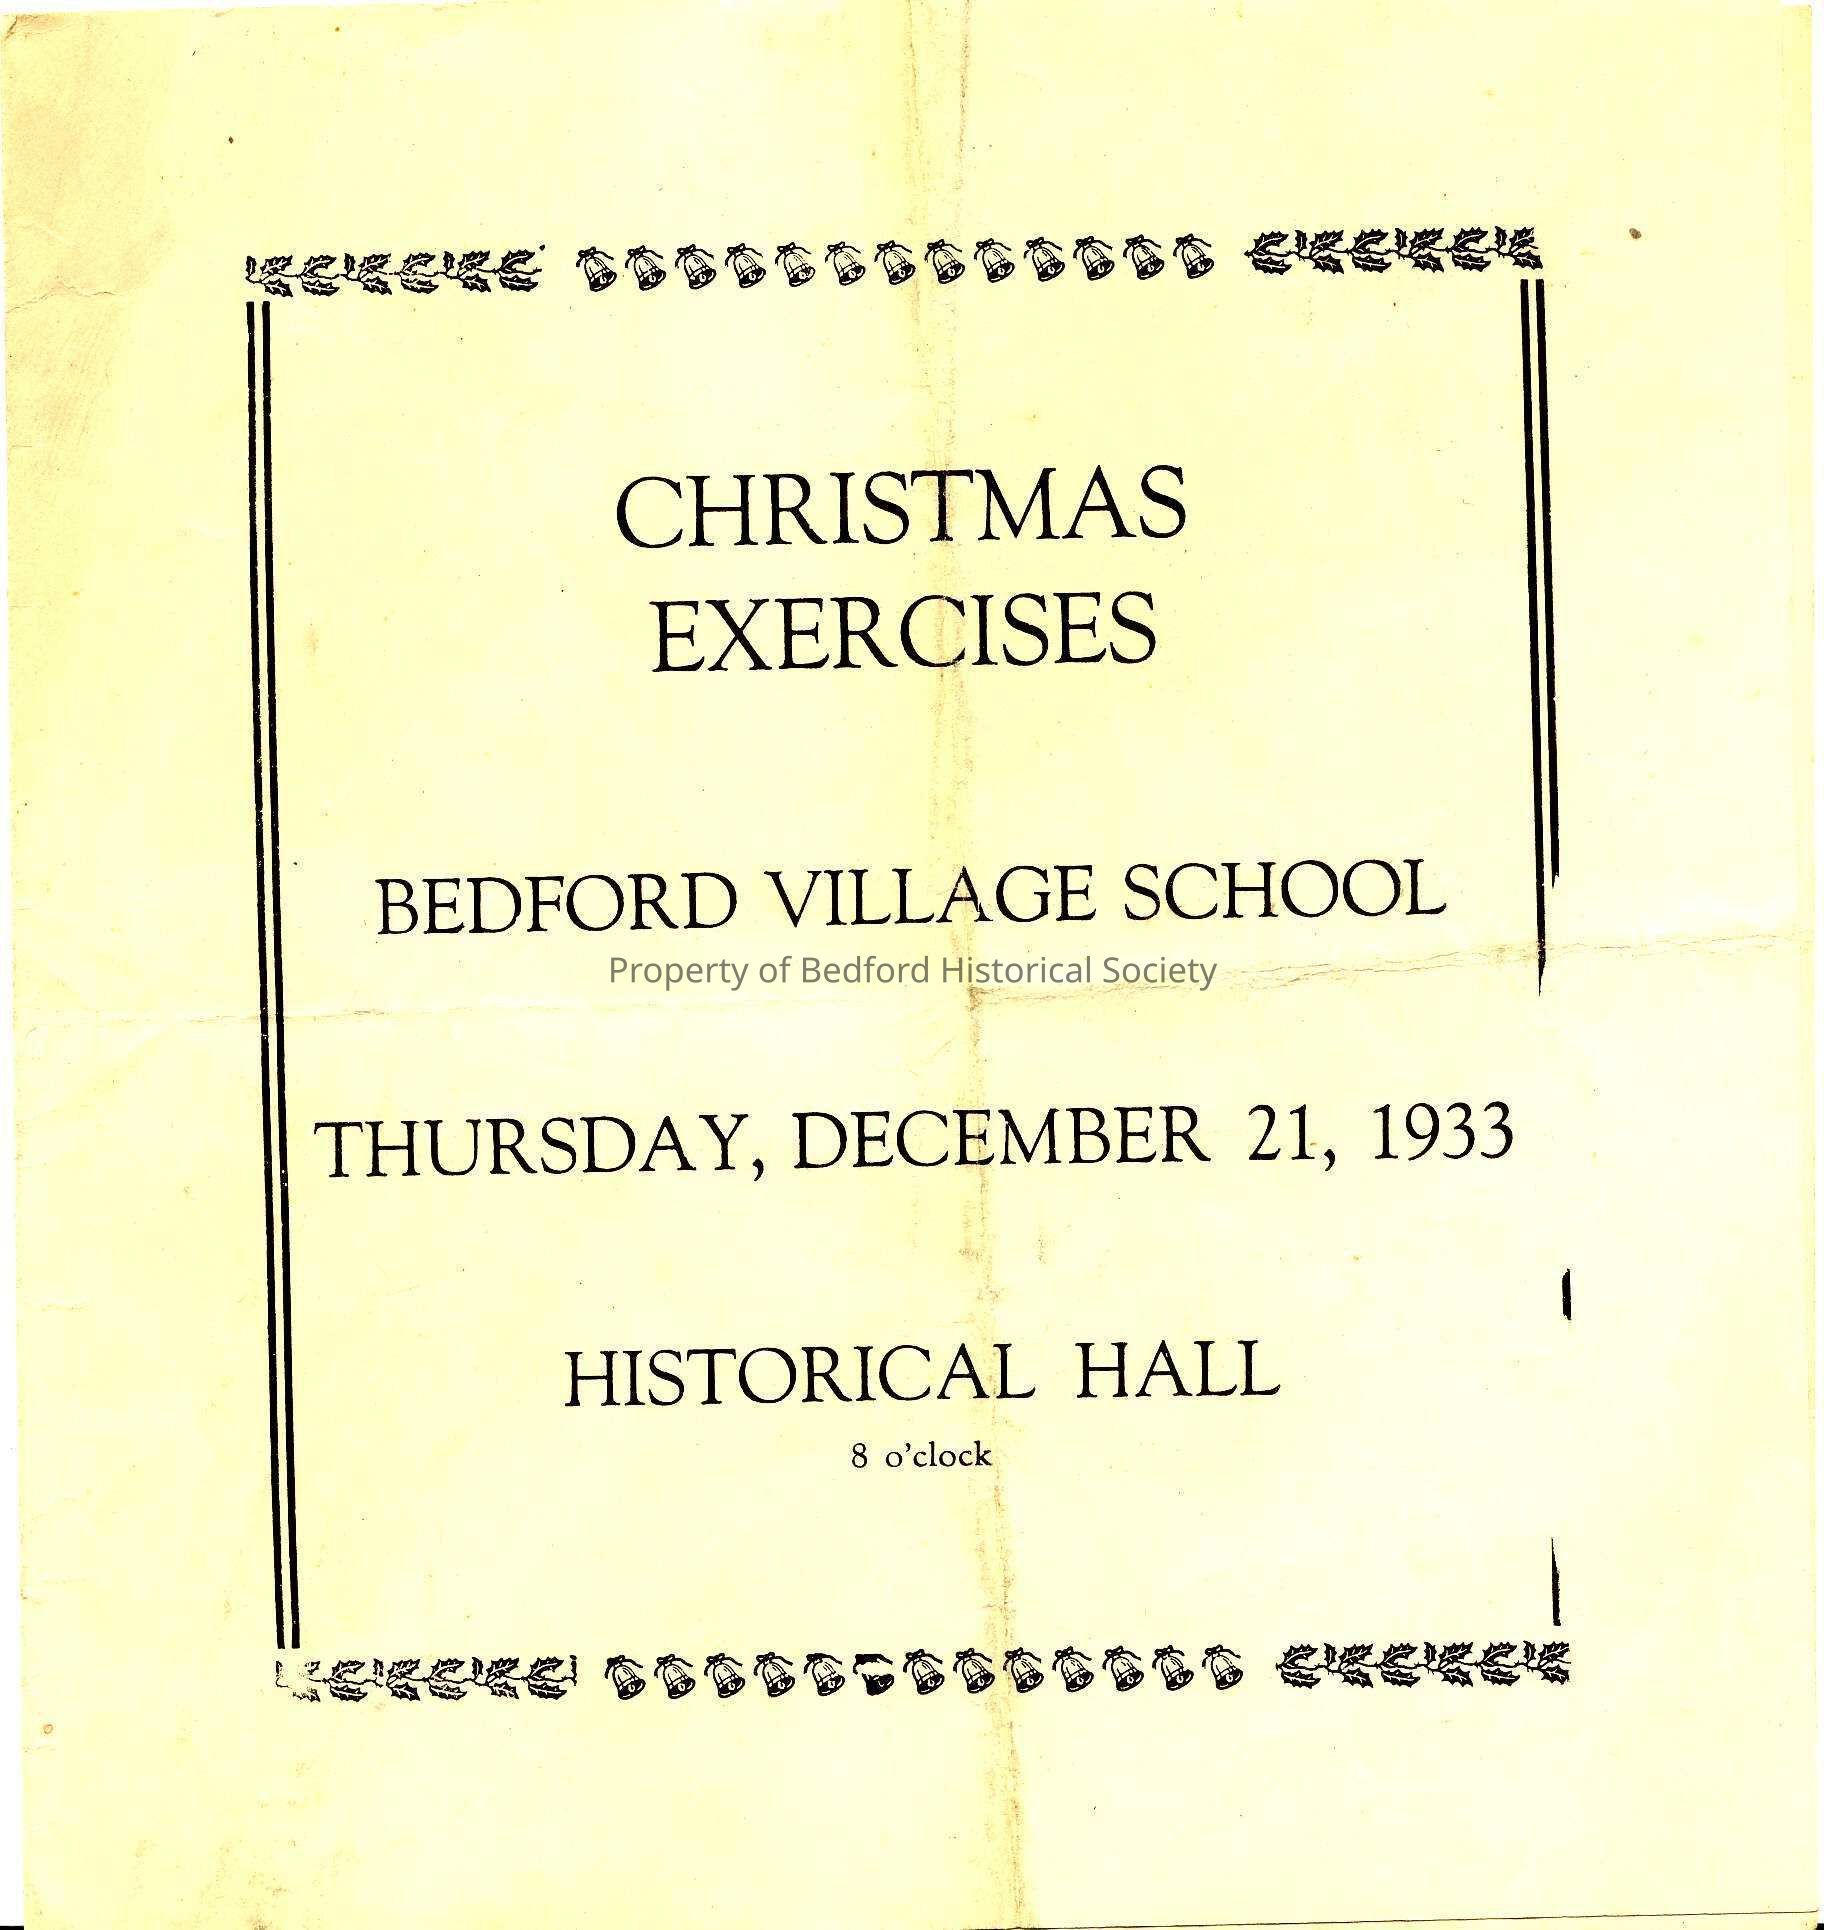 CHRISTMAS
EXERCISES
BEDFORD VILLAGE SCHOOL
Property of Bedford Historical Society
THURSDAY, DECEMBER 21, 1933
HISTORICAL HALL
8 o'clock